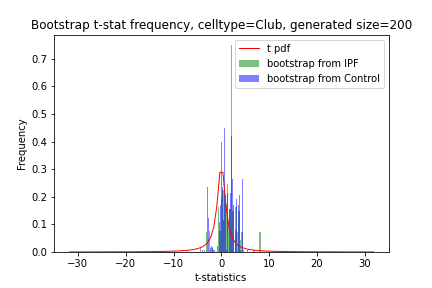 Bootstrap t-stat frequency, celltype=Club, generated size=200
t pdf
bootstrap from IPF
bootstrap from Control
Frequency
0.7
0.6
0.5
0.4
0.3
0.2
0.1
0.0
−30 −20 −10 0 10 20 30
t-statistics